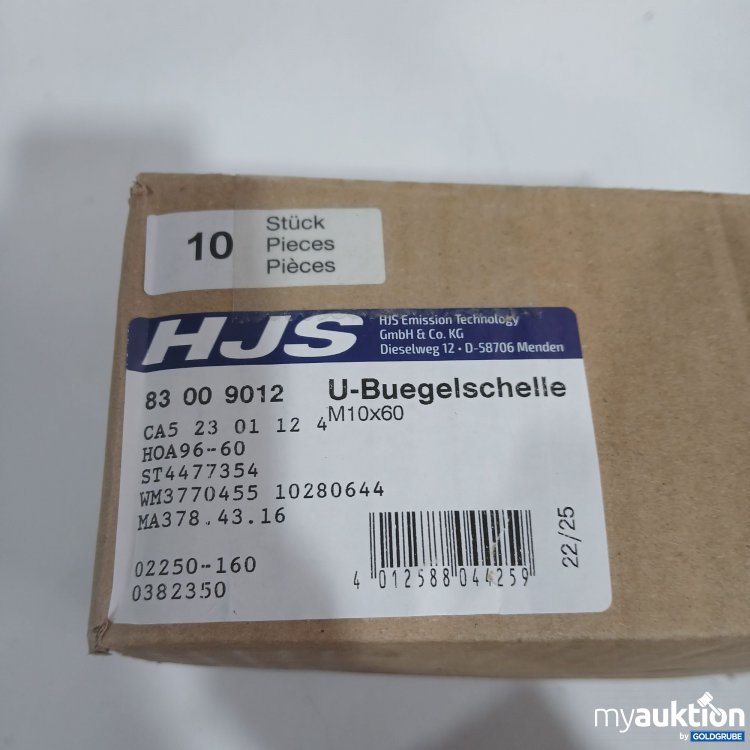 10
Stück
Pieces
Pièces
HJS
HJS Emission Technology
GmbH & Co. KG
Dieselweg 12 • D-58706 Menden
83 00 9012
U-Buegelschelle
M10x60
CA5 23 01 12 4
HOA96-60
ST4477354
WM3770455 10280644
MA378.43.16
02250-160
0382350
4 012588 044259
22/25
myauktion
by GOLDGRUBE